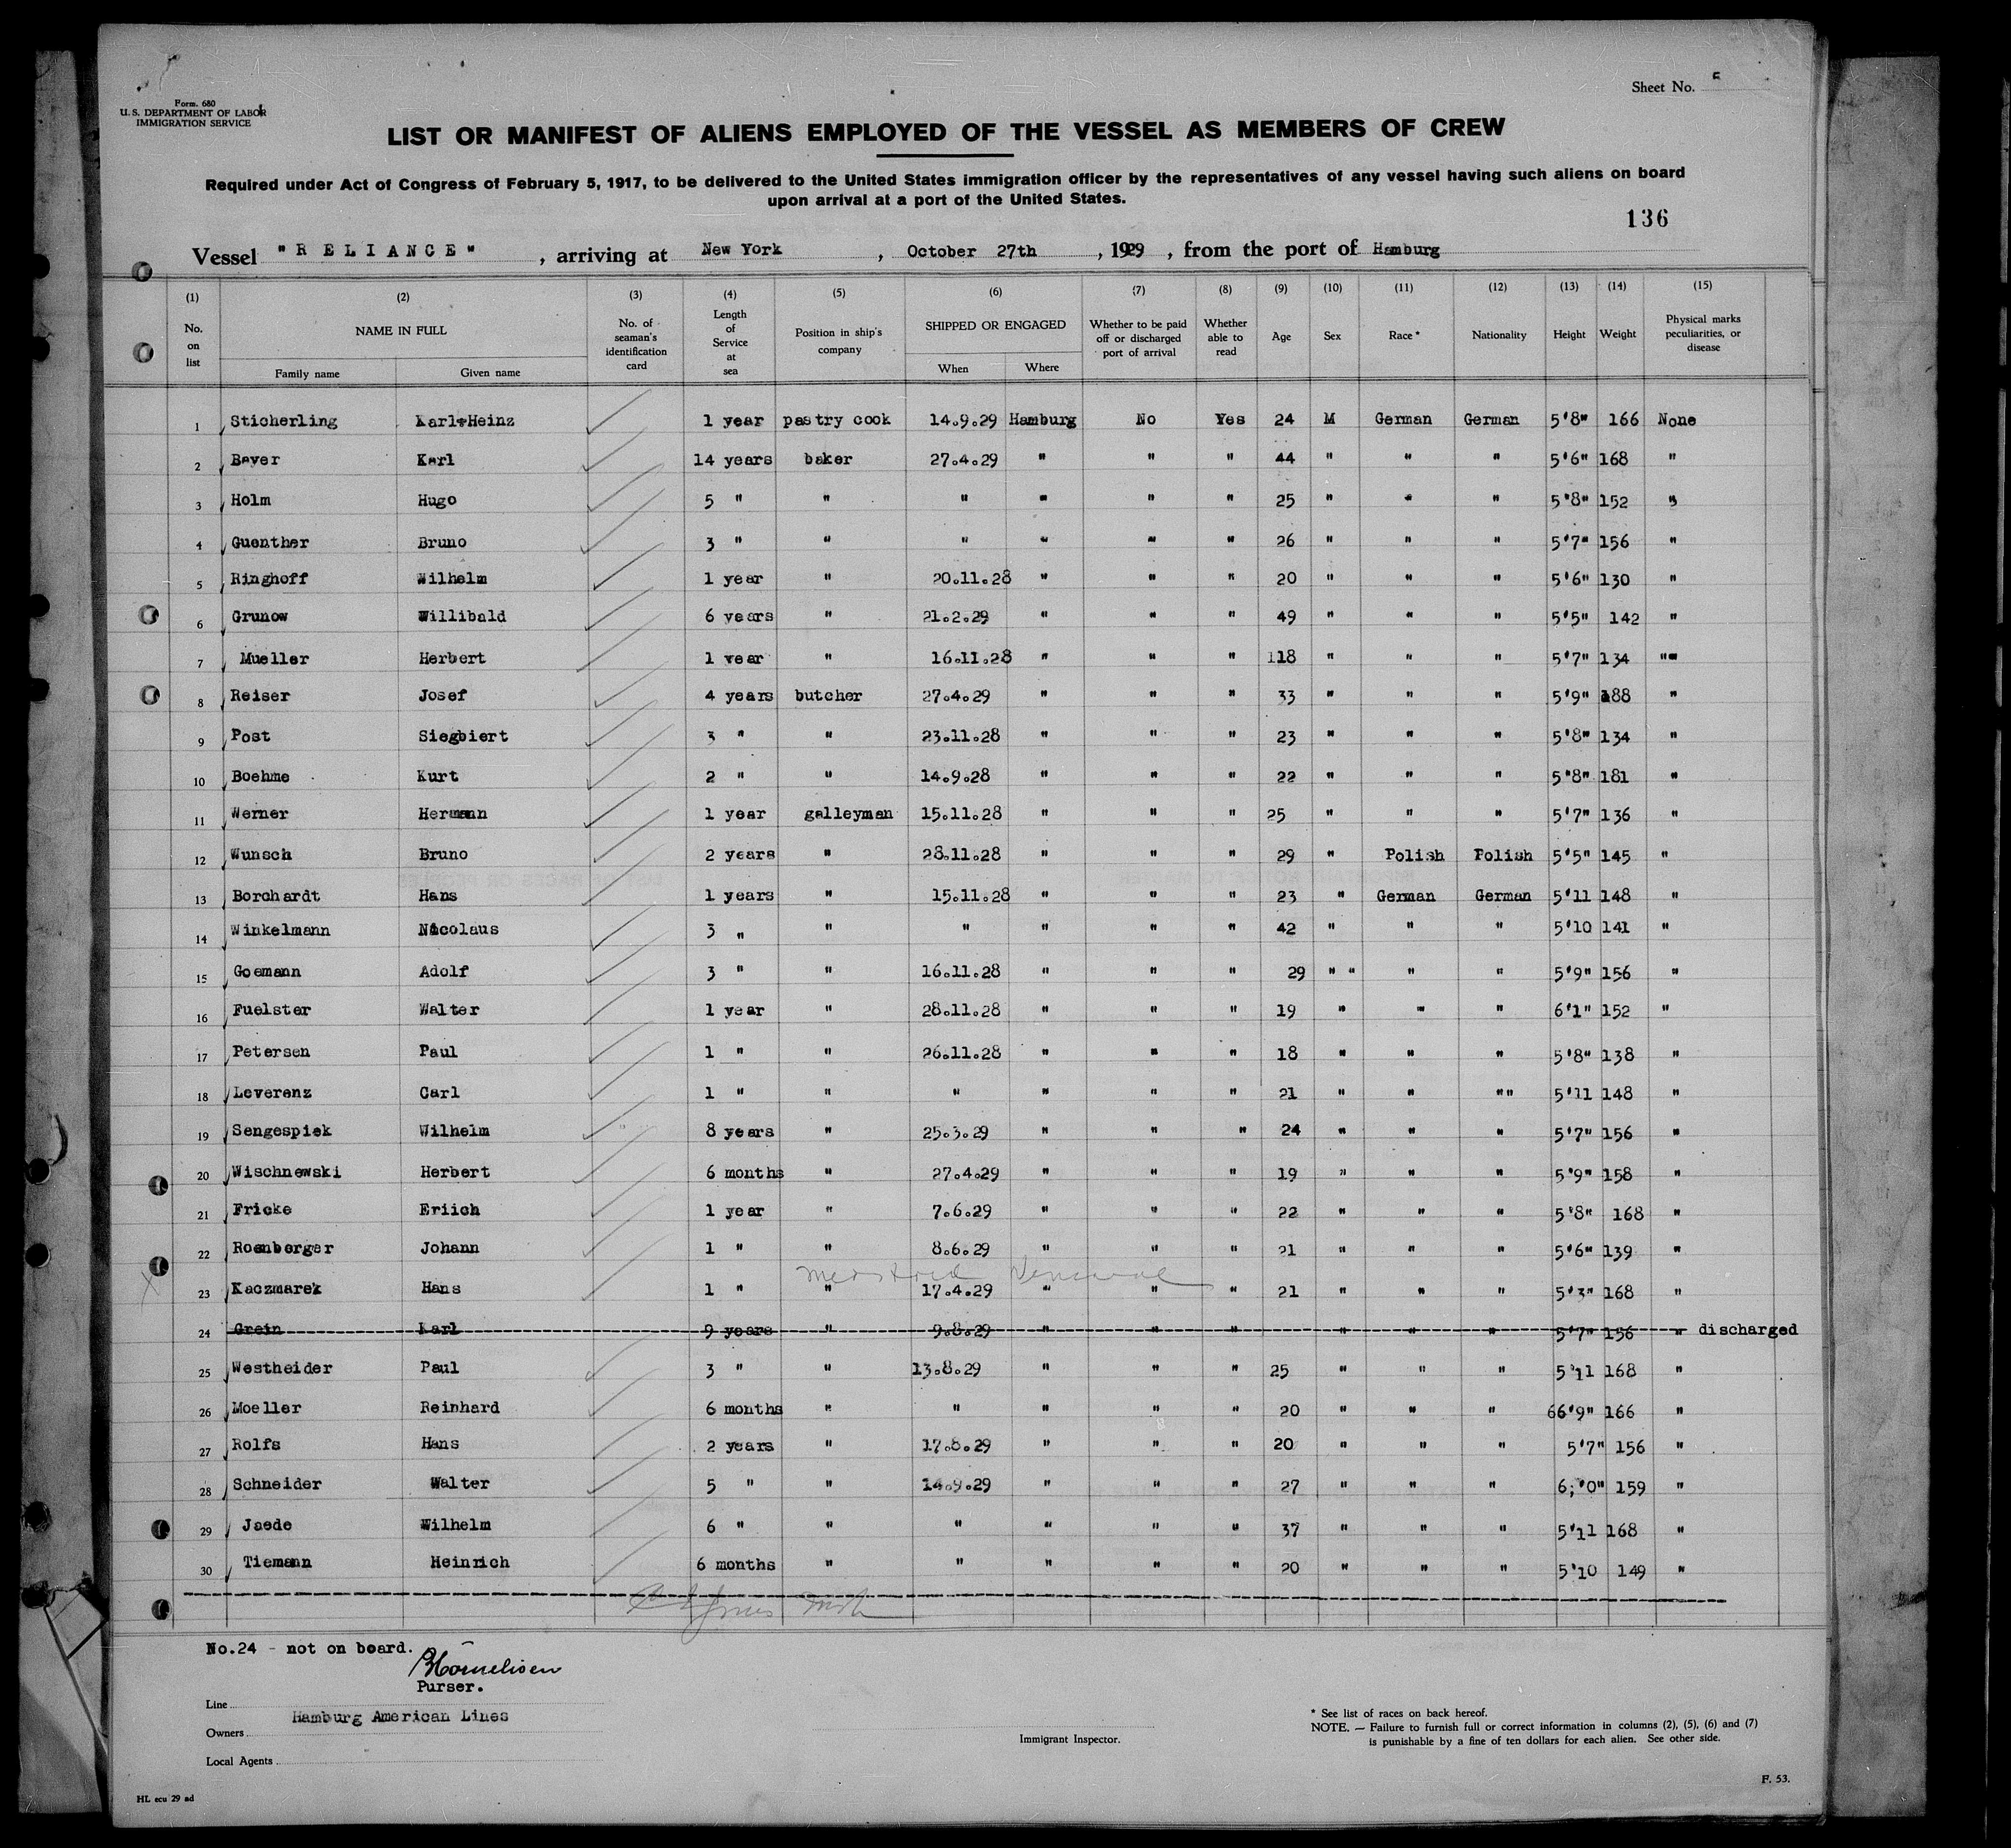 Form. 680
U. S. DEPARTMENT OF LABOR
IMMIGRATION SERVICE
Sheet No.
LIST OR MANIFEST OF ALIENS EMPLOYED OF THE VESSEL AS MEMBERS OF CREW
Required under Act of Congress of February 5, 1917, to be delivered to the United States immigration officer by the representatives of any vessel having such aliens on board
upon arrival at a port of the United States.
136
Vessel "RELIANCE" , arriving at New York , October 27th , 1929 , from the port of Hamburg
(1) (2) (3) (4) (5) (6) (7) (8) (9) (10) (11) (12) (13) (14) (15)
No. on list NAME IN FULL Family name Given name No. of seaman's identification card Length of Service at sea Position in ship's company SHIPPED OR ENGAGED When Where Whether to be paid off or discharged port of arrival Whether able to read Age Sex Race * Nationality Height Weight Physical marks peculiarities, or disease
1 Sticherling Karl-Heinz 1 year pastry cook 14.9.29 Hamburg No Yes 24 M German German 5'8" 166 None
2 Bayer Karl 14 years baker 27.4.29 " " " 44 " " " 5'6" 168 "
3 Holm Hugo 5 " " " " " " 25 " " " 5'8" 152 "
4 Guenther Bruno 3 " " " " " " 26 " " " 5'7" 156 "
5 Ringhoff Wilhelm 1 year " 20.11.28 " " " 20 " " " 5'6" 130 "
6 Grunow Willibald 6 years " 21.2.29 " " " 49 " " " 5'5" 142 "
7 Mueller Herbert 1 year " 16.11.28 " " " 118 " " " 5'7" 134 ""
8 Reiser Josef 4 years butcher 27.4.29 " " " 33 " " " 5'9" 188 "
9 Post Siegbiert 3 " " 23.11.28 " " " 23 " " " 5'8" 134 "
10 Boehme Kurt 2 " " 14.9.28 " " " 22 " " " 5'8" 181 "
11 Werner Hermann 1 year galleyman 15.11.28 " " " 25 " " " 5'7" 136 "
12 Wunsch Bruno 2 years " 28.11.28 " " " 29 " Polish Polish 5'5" 145 "
13 Borchardt Hans 1 years " 15.11.28 " " " 23 " German German 5'11 148 "
14 Winkelmann Nicolaus 3 " " " " " " 42 " " " 5'10 141 "
15 Goemann Adolf 3 " " 16.11.28 " " " 29 " " " " 5'9" 156 "
16 Fuelster Walter 1 year " 28.11.28 " " " 19 " " " 6'1" 152 "
17 Petersen Paul 1 " " 26.11.28 " " " 18 " " " 5'8" 138 "
18 Leverenz Carl 1 " " " " " " 21 " " "" 5'11 148 "
19 Sengespiek Wilhelm 8 years " 25.3.29 " " " 24 " " " 5'7" 156 "
20 Wischnewski Herbert 6 months " 27.4.29 " " " 19 " " " 5'9" 158 "
21 Fricke Eriich 1 year " 7.6.29 " " " 22 " " " 5'8" 168 "
22 Rosnberger Johann 1 " " 8.6.29 " " " 21 " " " 5'6" 139 "
23 Kaczmarek Hans 1 " " 17.4.29 " " " 21 " " " 5'3" 168 "
24 Grein Karl 9 years " 9.8.29 " " " " " " 5'7" 156 " discharged
25 Westheider Paul 3 " " 13.8.29 " " " 25 " " " 5'11 168 "
26 Moeller Reinhard 6 months " " " " " 20 " " " 66'9" 166 "
27 Rolfs Hans 2 years " 17.8.29 " " " 20 " " " 5'7" 156 "
28 Schneider Walter 5 " " 14.9.29 " " " 27 " " " 6;'0" 159 "
29 Jaede Wilhelm 6 " " " " " " 37 " " " 5'11 168 "
30 Tiemann Heinrich 6 months " " " " " 20 " " " 5'10 149 "
No.24 - not on board.
Purser.
Line
Hamburg American Lines
Owners
Local Agents
Immigrant Inspector.
* See list of races on back hereof.
NOTE. — Failure to furnish full or correct information in columns (2), (5), (6) and (7)
is punishable by a fine of ten dollars for each alien. See other side.
F. 53.
HL ecu 29 ad